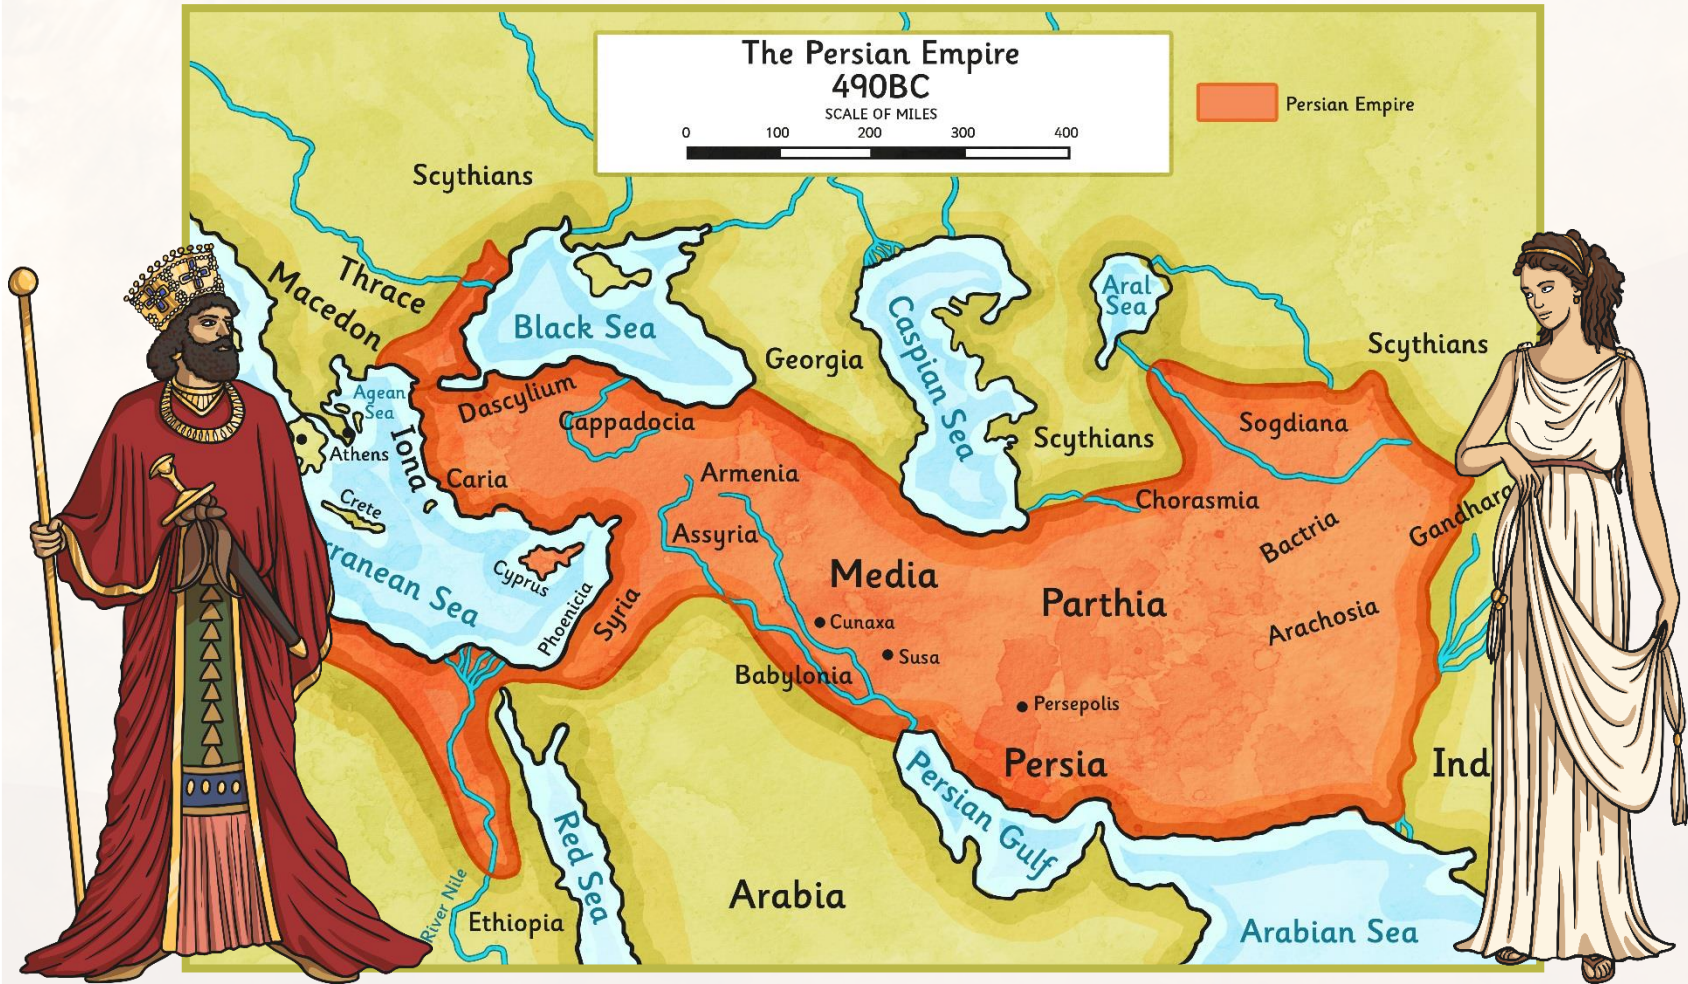 The Persian Empire
490BC
SCALE OF MILES
0 100 200 300 400
Persian Empire
Scythians
Thrace
Macedon
Black Sea
Georgia
Caspian Sea
Aral
Sea
Scythians
Agean
Sea
Dascylium
Cappadocia
Sogdiana
Scythians
Athens
Iona
Caria
Armenia
Chorasmia
Gandhara
Crete
Assyria
Bactria
rranean Sea
Cyprus
Media
Parthia
Phoenicia
Syria
Cunaxa
Arachosia
Susa
Babylonia
Persepolis
Persia
Ind
Persian Gulf
Red Sea
River Nile
Ethiopia
Arabia
Arabian Sea